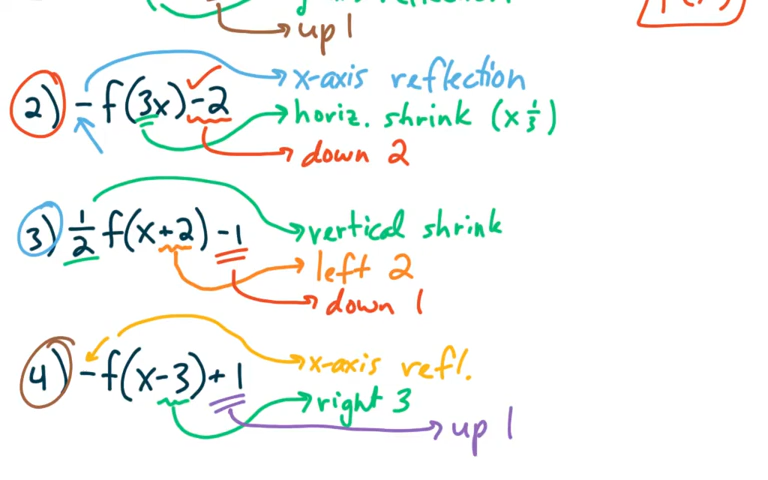 up 1
2) -f(3x)-2
x-axis reflection
horiz. shrink (x 1/3)
down 2
3) 1/2 f(x+2) -1
vertical shrink
left 2
down 1
4) -f(x-3)+1
x-axis refl.
right 3
up 1